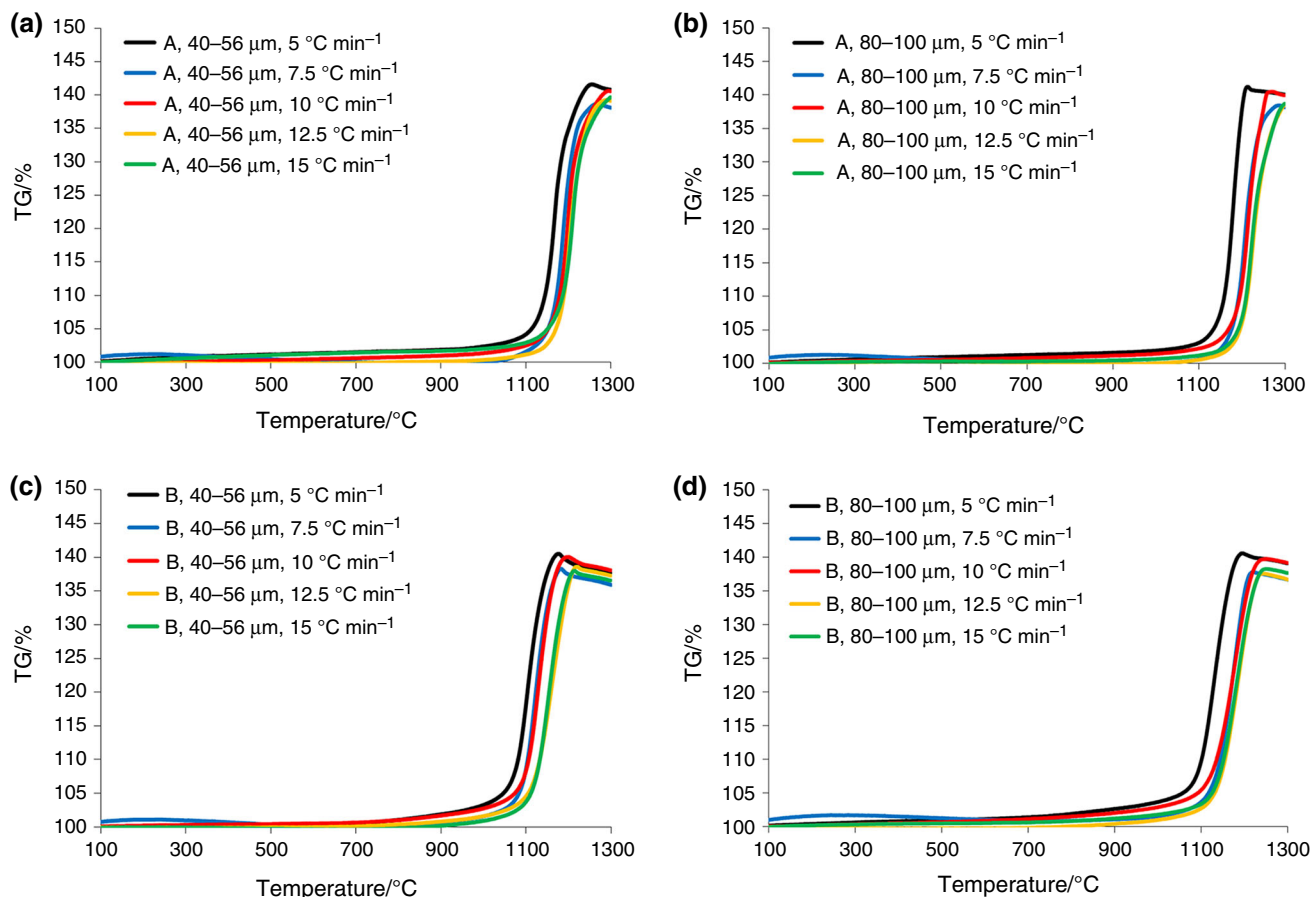 (a)
150
145
140
135
130
125
120
115
110
105
100
TG/%
A, 40–56 μm, 5 °C min⁻¹
A, 40–56 μm, 7.5 °C min⁻¹
A, 40–56 μm, 10 °C min⁻¹
A, 40–56 μm, 12.5 °C min⁻¹
A, 40–56 μm, 15 °C min⁻¹
100 300 500 700 900 1100 1300
Temperature/°C
(b)
150
145
140
135
130
125
120
115
110
105
100
TG/%
A, 80–100 μm, 5 °C min⁻¹
A, 80–100 μm, 7.5 °C min⁻¹
A, 80–100 μm, 10 °C min⁻¹
A, 80–100 μm, 12.5 °C min⁻¹
A, 80–100 μm, 15 °C min⁻¹
100 300 500 700 900 1100 1300
Temperature/°C
(c)
150
145
140
135
130
125
120
115
110
105
100
TG/%
B, 40–56 μm, 5 °C min⁻¹
B, 40–56 μm, 7.5 °C min⁻¹
B, 40–56 μm, 10 °C min⁻¹
B, 40–56 μm, 12.5 °C min⁻¹
B, 40–56 μm, 15 °C min⁻¹
100 300 500 700 900 1100 1300
Temperature/°C
(d)
150
145
140
135
130
125
120
115
110
105
100
TG/%
B, 80–100 μm, 5 °C min⁻¹
B, 80–100 μm, 7.5 °C min⁻¹
B, 80–100 μm, 10 °C min⁻¹
B, 80–100 μm, 12.5 °C min⁻¹
B, 80–100 μm, 15 °C min⁻¹
100 300 500 700 900 1100 1300
Temperature/°C